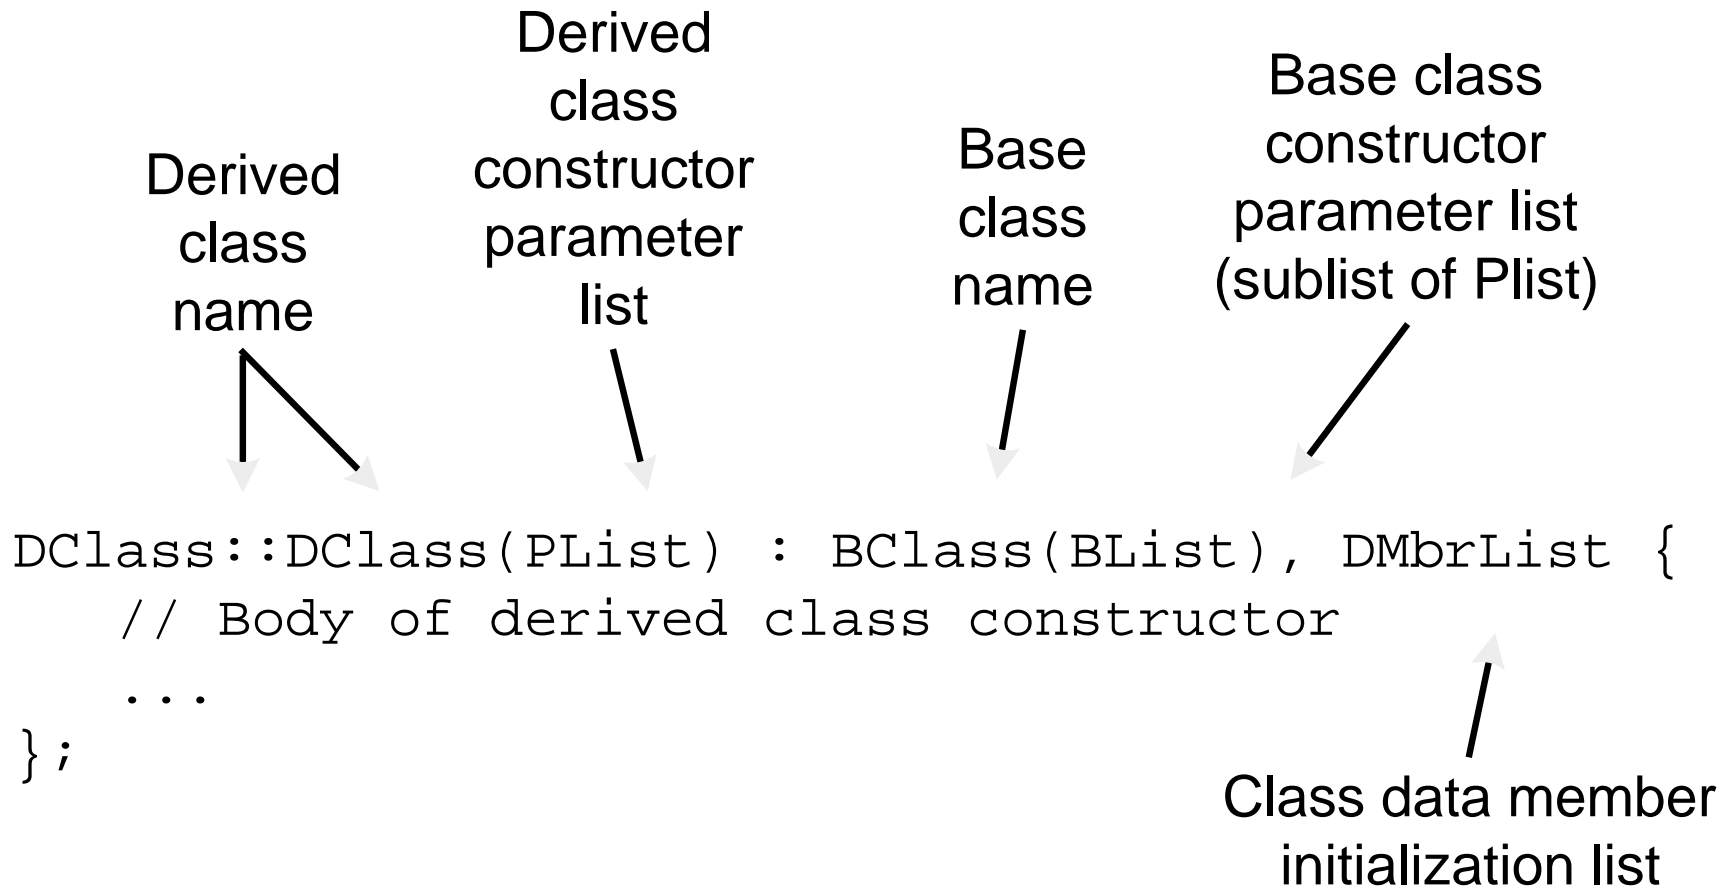 Derived
class
name
Derived
class
constructor
parameter
list
Base
class
name
Base class
constructor
parameter list
(sublist of Plist)
DClass::DClass(PList) : BClass(BList), DMbrList {
// Body of derived class constructor
...
};
Class data member
initialization list